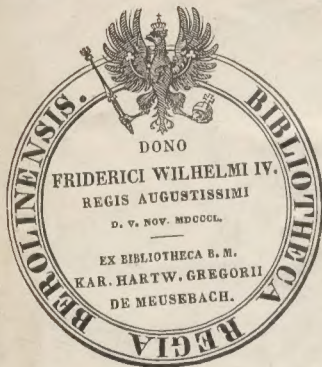 BIBLIOTHECA REGIA BEROLINENSIS.
DONO
FRIDERICI WILHELMI IV.
REGIS AUGUSTISSIMI
D. V. NOV. MDCCCL.
EX BIBLIOTHECA B. M.
KAR. HARTW. GREGORII
DE MEUSEBACH.